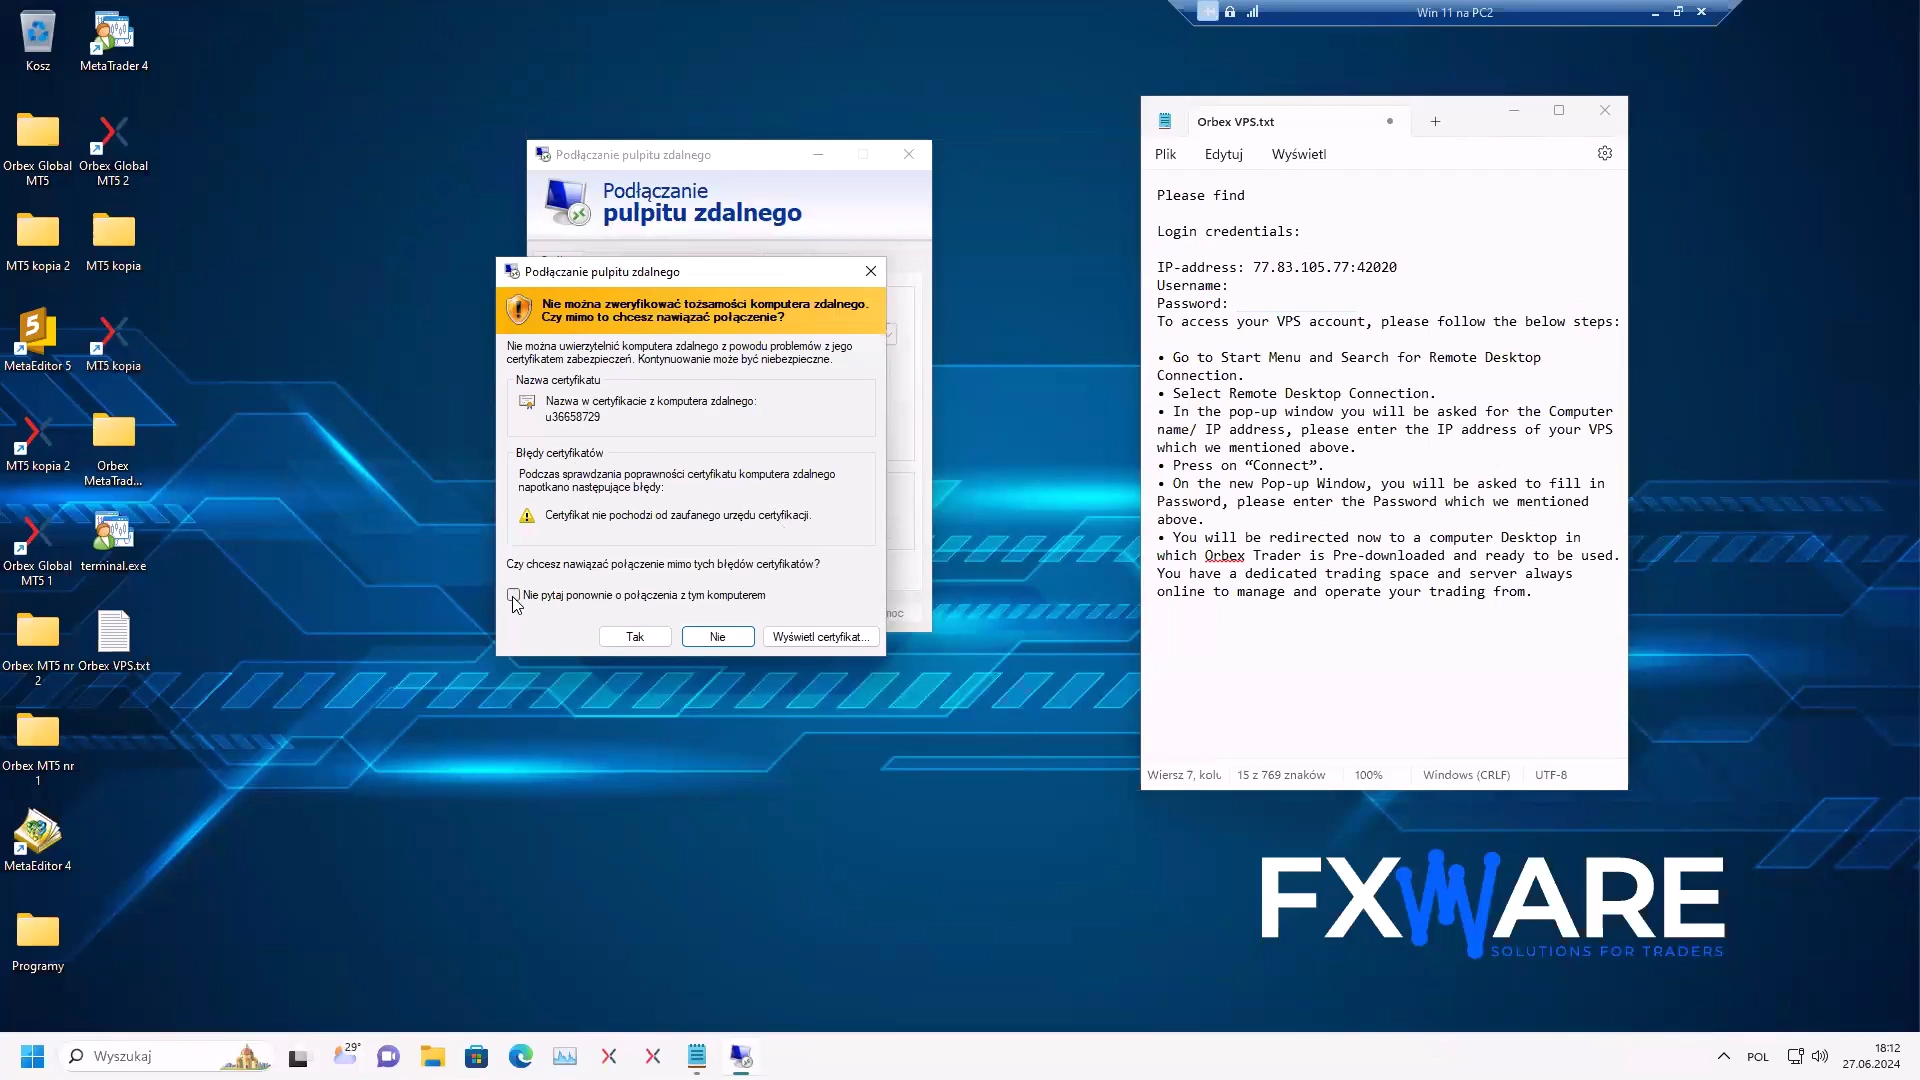 Win 11 na PC2
Kosz
MetaTrader 4
Orbex Global
MT5
Orbex Global
MT5 2
MT5 kopia 2
MT5 kopia
MetaEditor 5
MT5 kopia
MT5 kopia 2
Orbex
MetaTrad...
Orbex Global
MT5 1
terminal.exe
Orbex MT5 nr
2
Orbex VPS.txt
Orbex MT5 nr
1
MetaEditor 4
Programy
Podłączanie pulpitu zdalnego
Podłączanie
pulpitu zdalnego
Podłączanie pulpitu zdalnego
Nie można zweryfikować tożsamości komputera zdalnego.
Czy mimo to chcesz nawiązać połączenie?
Nie można uwierzytelnić komputera zdalnego z powodu problemów z jego
certyfikatem zabezpieczeń. Kontynuowanie może być niebezpieczne.
Nazwa certyfikatu
Nazwa w certyfikacie z komputera zdalnego:
u36658729
Błędy certyfikatów
Podczas sprawdzania poprawności certyfikatu komputera zdalnego
napotkano następujące błędy:
Certyfikat nie pochodzi od zaufanego urzędu certyfikacji.
Czy chcesz nawiązać połączenie mimo tych błędów certyfikatów?
Nie pytaj ponownie o połączenia z tym komputerem
Tak
Nie
Wyświetl certyfikat...
Orbex VPS.txt
Plik
Edytuj
Wyświetl
Please find
Login credentials:
IP-address: 77.83.105.77:42020
Username:
Password:
To access your VPS account, please follow the below steps:
• Go to Start Menu and Search for Remote Desktop
Connection.
• Select Remote Desktop Connection.
• In the pop-up window you will be asked for the Computer
name/ IP address, please enter the IP address of your VPS
which we mentioned above.
• Press on “Connect”.
• On the new Pop-up Window, you will be asked to fill in
Password, please enter the Password which we mentioned
above.
• You will be redirected now to a computer Desktop in
which Orbex Trader is Pre-downloaded and ready to be used.
You have a dedicated trading space and server always
online to manage and operate your trading from.
Wiersz 7, kolu
15 z 769 znaków
100%
Windows (CRLF)
UTF-8
FXWARE
SOLUTIONS FOR TRADERS
Wyszukaj
29°
POL
18:12
27.06.2024